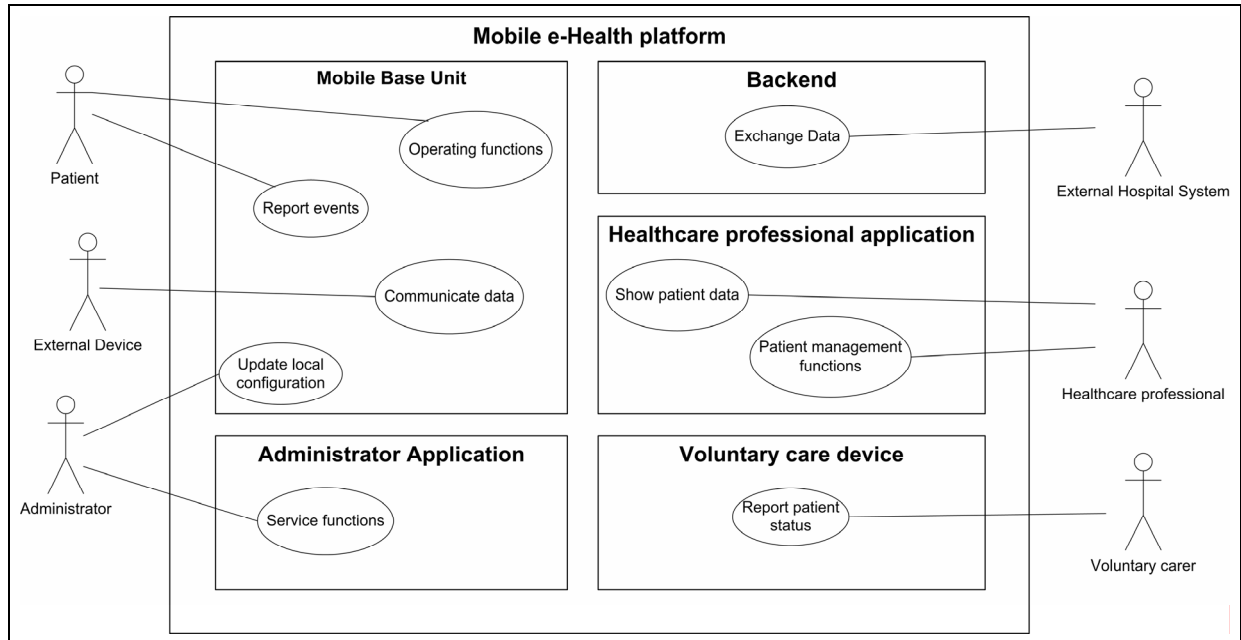 Mobile e-Health platform
Mobile Base Unit
Operating functions
Report events
Communicate data
Update local
configuration
Backend
Exchange Data
Healthcare professional application
Show patient data
Patient management
functions
Administrator Application
Service functions
Voluntary care device
Report patient
status
Patient
External Device
Administrator
External Hospital System
Healthcare professional
Voluntary carer